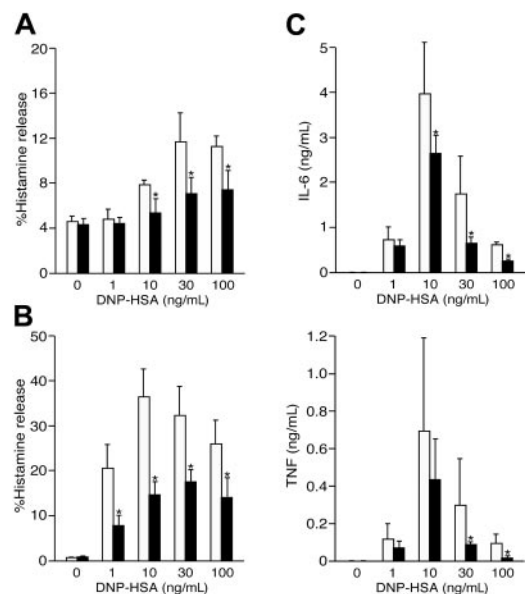 A
20
16
12
8
4
0
%Histamine release
* * *
0 1 10 30 100
DNP-HSA (ng/mL)
B
50
40
30
20
10
0
%Histamine release
* * * * *
0 1 10 30 100
DNP-HSA (ng/mL)
C
5
4
3
2
1
0
IL-6 (ng/mL)
* * *
0 1 10 30 100
DNP-HSA (ng/mL)
1.2
1.0
0.8
0.6
0.4
0.2
0
TNF (ng/mL)
* *
0 1 10 30 100
DNP-HSA (ng/mL)